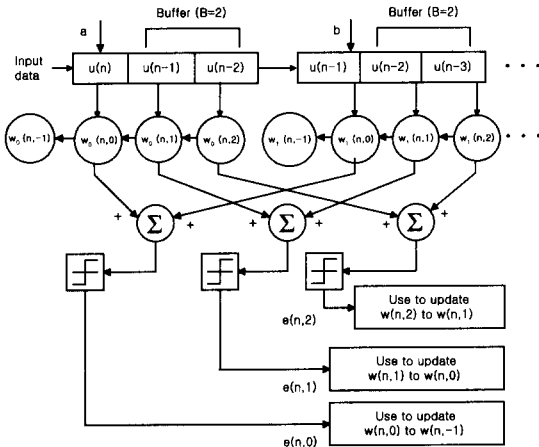 Buffer (B=2)
Buffer (B=2)
a
b
Input
data
u(n)
u(n-1)
u(n-2)
u(n-1)
u(n-2)
u(n-3)
· · ·
w₀ (n,-1)
w₀ (n,0)
w₀ (n,1)
w₀ (n,2)
w₁ (n,-1)
w₁ (n,0)
w₁ (n,1)
w₁ (n,2)
· · ·
+
Σ
+
+
Σ
+
+
Σ
+
e(n,2)
Use to update
w(n,2) to w(n,1)
e(n,1)
Use to update
w(n,1) to w(n,0)
e(n,0)
Use to update
w(n,0) to w(n,-1)